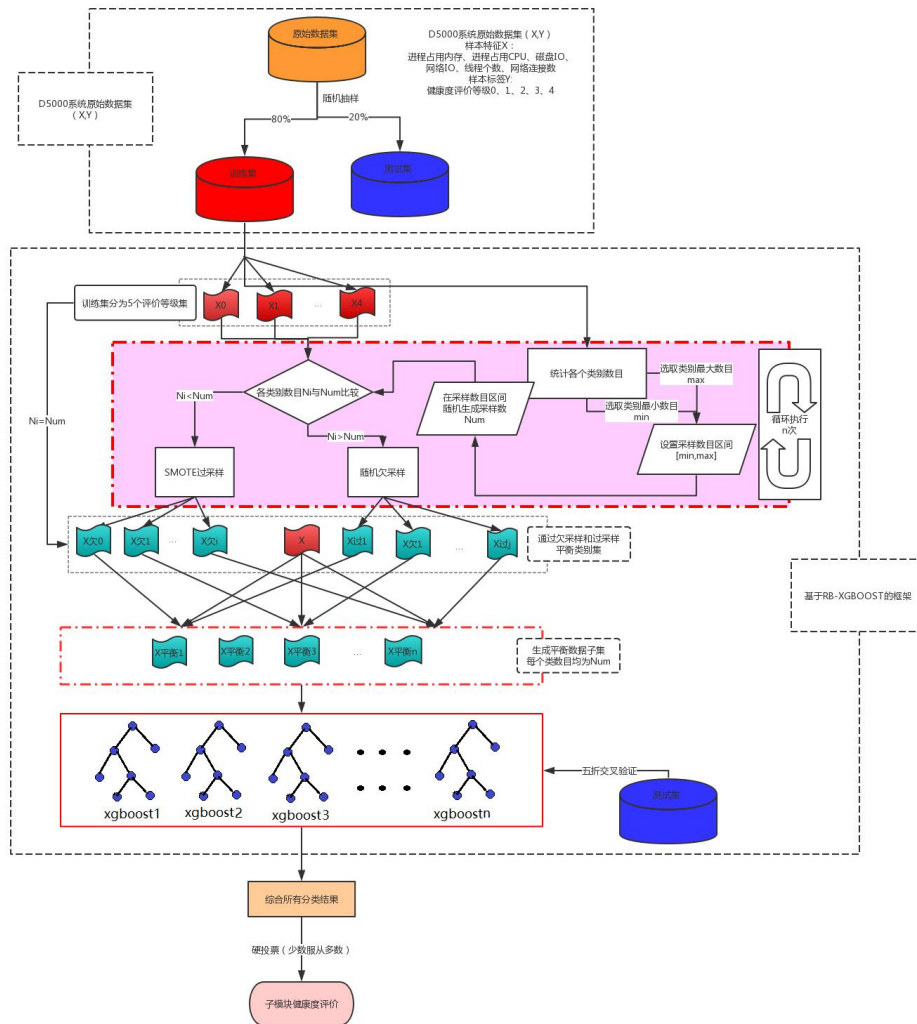 原始数据集
D5000系统原始数据集（X,Y）
样本特征X：
进程占用内存、进程占用CPU、磁盘IO、
网络IO、线程个数、网络连接数
样本标签Y:
健康度评价等级0、1、2、3、4
D5000系统原始数据集
（X,Y）
随机抽样
80%
20%
训练集
测试集
训练集分为5个评价等级集
X0
X1
...
X4
各类别数目Ni与Num比较
Ni<Num
Ni>Num
Ni=Num
在采样数目区间
随机生成采样数
Num
统计各个类别数目
选取类别最大数目
max
选取类别最小数目
min
设置采样数目区间
[min,max]
循环执行
n次
SMOTE过采样
随机欠采样
X欠0
X欠1
...
X欠i
X
X过1
X欠1
...
X过j
通过欠采样和过采样
平衡类别集
基于RB-XGBOOST的框架
X平衡1
X平衡2
X平衡3
...
X平衡n
生成平衡数据子集
每个类数目均为Num
xgboost1
xgboost2
xgboost3
xgboostn
五折交叉验证
测试集
综合所有分类结果
硬投票（少数服从多数）
子模块健康度评价